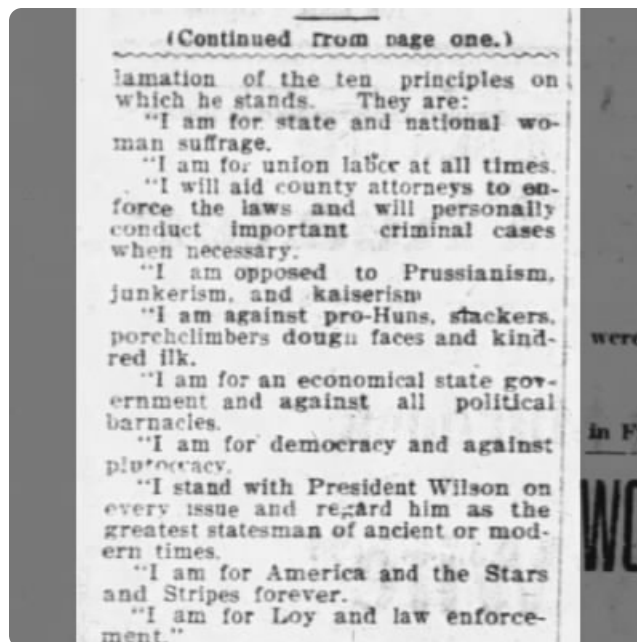 (Continued from page one.)
lamation of the ten principles on
which he stands. They are:
"I am for state and national wo-
man suffrage.
"I am for union labor at all times.
"I will aid county attorneys to en-
force the laws and will personally
conduct important criminal cases
when necessary.
"I am opposed to Prussianism,
junkerism, and kaiserism
"I am against pro-Huns, slackers,
porchclimbers dough faces and kind-
red ilk.
"I am for an economical state gov-
ernment and against all political
barnacles.
"I am for democracy and against
plutocracy.
"I stand with President Wilson on
every issue and regard him as the
greatest statesman of ancient or mod-
ern times.
"I am for America and the Stars
and Stripes forever.
"I am for Loy and law enforce-
ment."
were
in F
WO